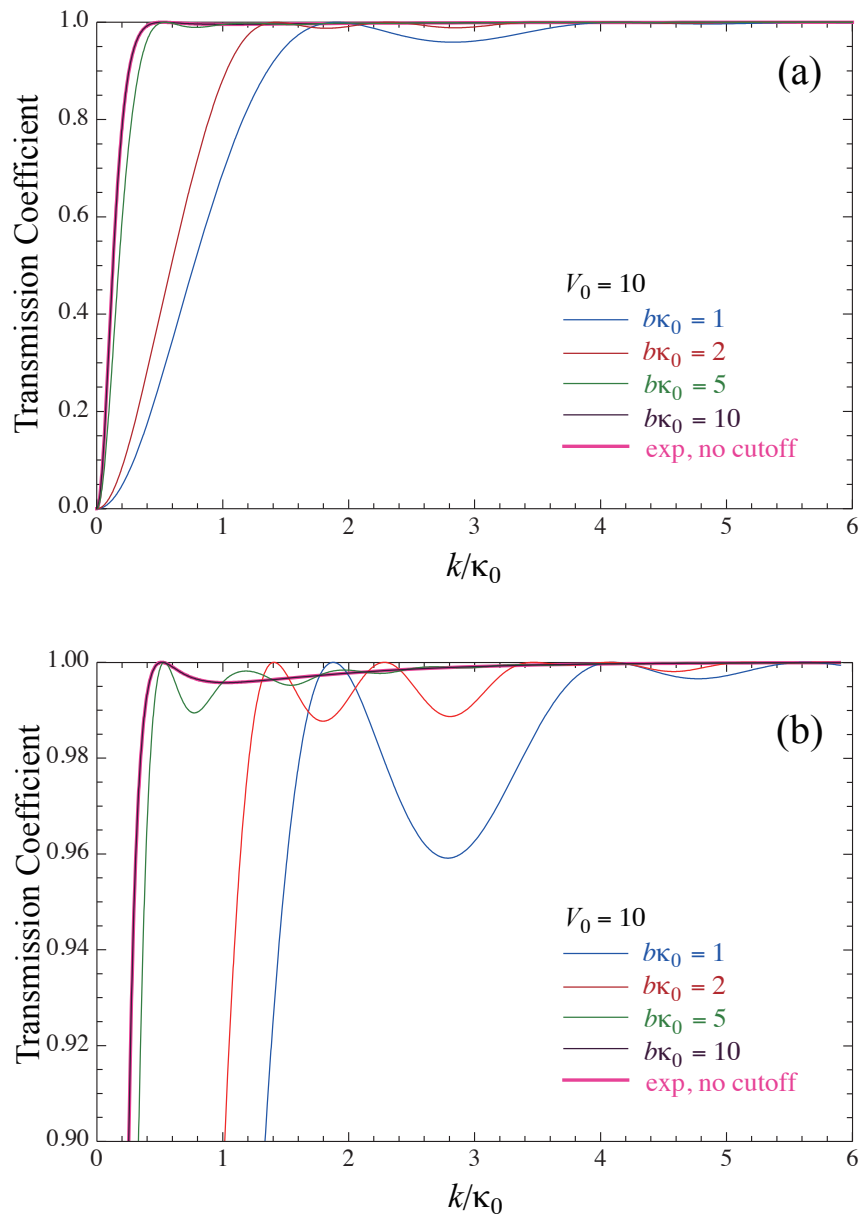 1.0
0.8
0.6
0.4
0.2
0.0
Transmission Coefficient
(a)
V₀ = 10
bκ₀ = 1
bκ₀ = 2
bκ₀ = 5
bκ₀ = 10
exp, no cutoff
0 1 2 3 4 5 6
k/κ₀
1.00
0.98
0.96
0.94
0.92
0.90
Transmission Coefficient
(b)
V₀ = 10
bκ₀ = 1
bκ₀ = 2
bκ₀ = 5
bκ₀ = 10
exp, no cutoff
0 1 2 3 4 5 6
k/κ₀